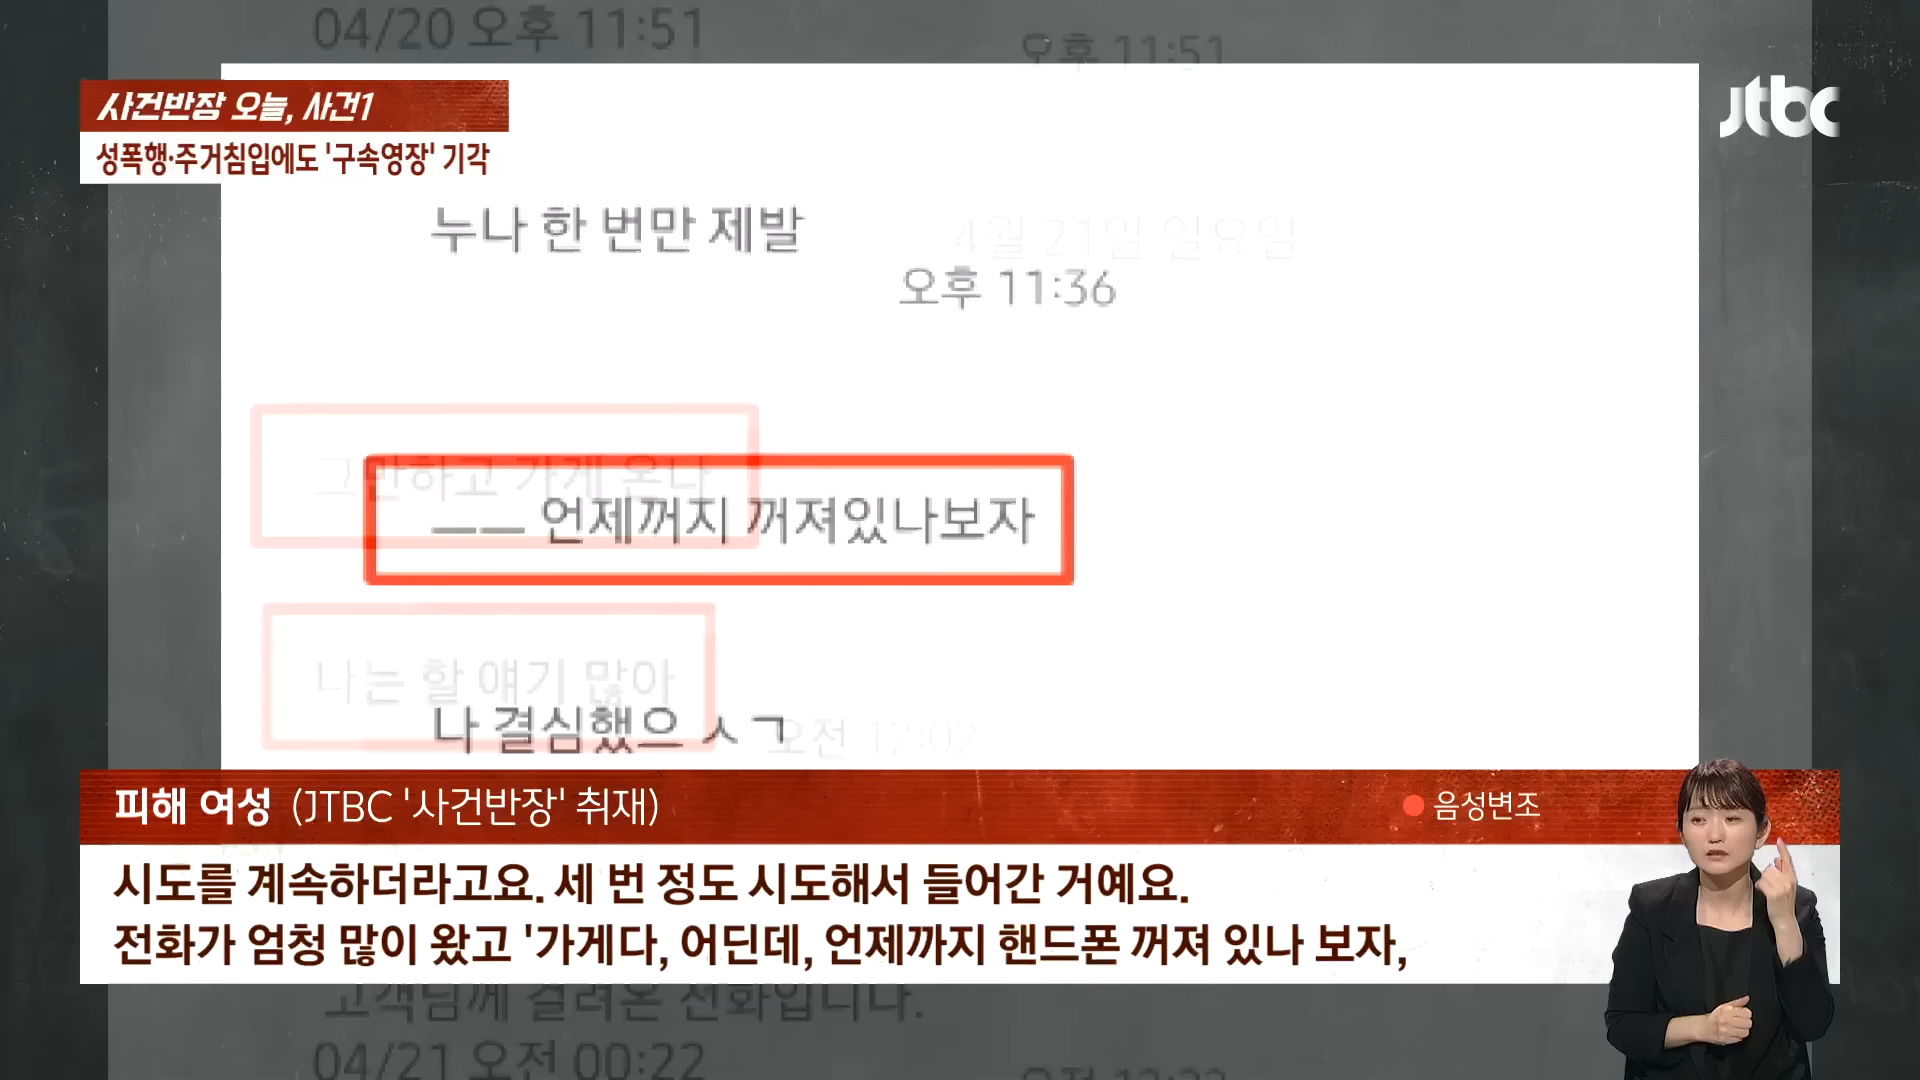 04/20 오후 11:51
오후 11:51
사건반장 오늘, 사건1
jtbc
성폭행·주거침입에도 '구속영장' 기각
누나 한 번만 제발
4월 21일 일요일
오후 11:36
그만하고 가게 온나
ㅡㅡ 언제꺼지 꺼져있나보자
나는 할 얘기 많아
나 결심했으 ㅅㄱ
오전 12:02
피해 여성 (JTBC '사건반장' 취재)
음성변조
시도를 계속하더라고요. 세 번 정도 시도해서 들어간 거예요.
전화가 엄청 많이 왔고 '가게다, 어딘데, 언제까지 핸드폰 꺼져 있나 보자,
고객님께 걸려온 전화입니다.
04/21 오전 00:22